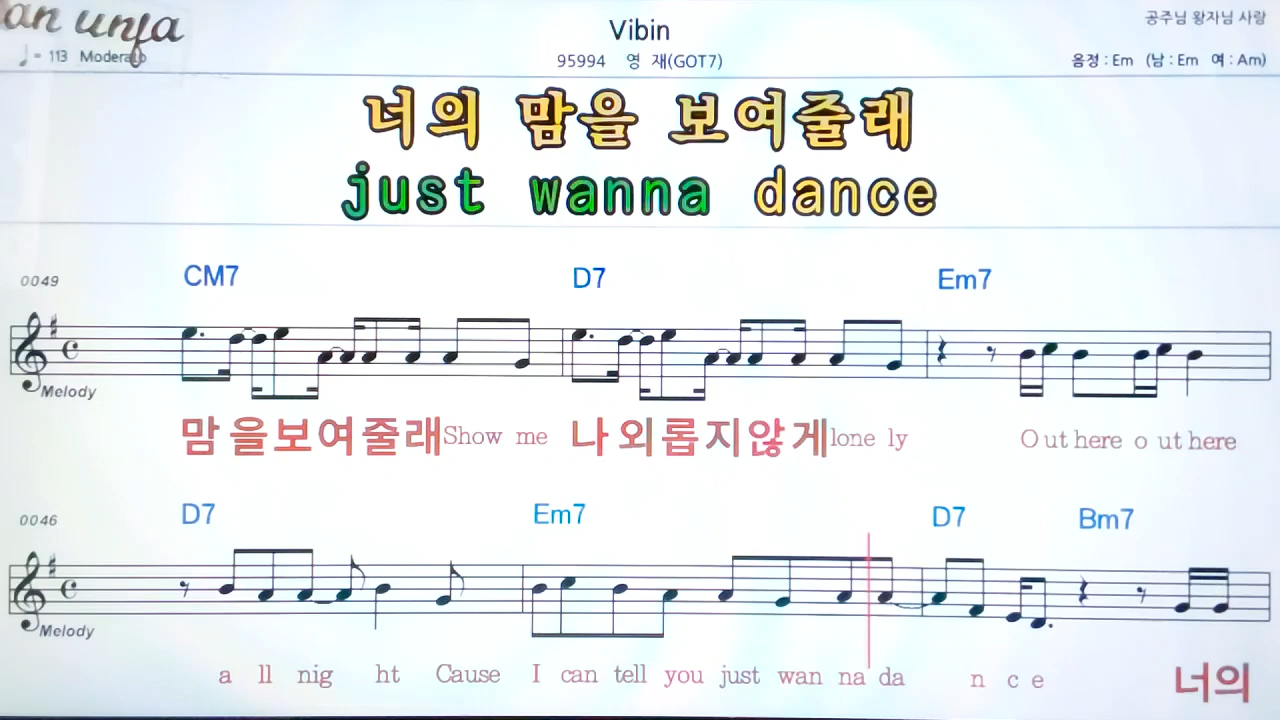 an unfa
Vibin
공주님 왕자님 사랑
♩= 113 Moderato
95994 영 재(GOT7)
음정 : Em (남 : Em 여 : Am)
너의 맘을 보여줄래
just wanna dance
0049
CM7 D7 Em7
Melody
맘을보여줄래Show me 나외롭지않게lone ly Out here o ut here
0046
D7 Em7 D7 Bm7
Melody
a ll nig ht Cause I can tell you just wan na da n c e 너의